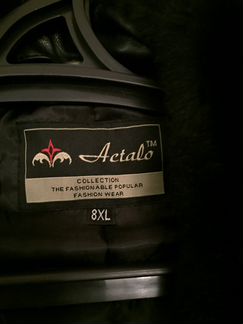 Actalo™
COLLECTION
THE FASHIONABLE POPULAR
FASHION WEAR
8XL